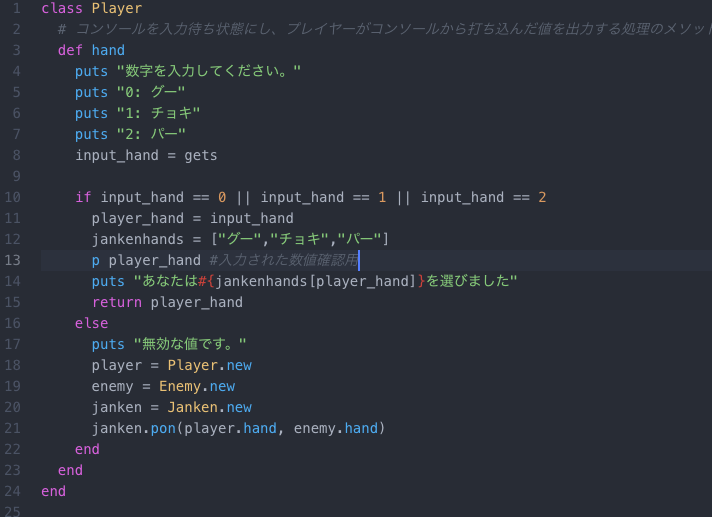 1 class Player
2 # コンソールを入力待ち状態にし、プレイヤーがコンソールから打ち込んだ値を出力する処理のメソッド
3 def hand
4 puts "数字を入力してください。"
5 puts "0: グー"
6 puts "1: チョキ"
7 puts "2: パー"
8 input_hand = gets
9
10 if input_hand == 0 || input_hand == 1 || input_hand == 2
11 player_hand = input_hand
12 jankenhands = ["グー","チョキ","パー"]
13 p player_hand #入力された数値確認用
14 puts "あなたは#{jankenhands[player_hand]}を選びました"
15 return player_hand
16 else
17 puts "無効な値です。"
18 player = Player.new
19 enemy = Enemy.new
20 janken = Janken.new
21 janken.pon(player.hand, enemy.hand)
22 end
23 end
24 end
25